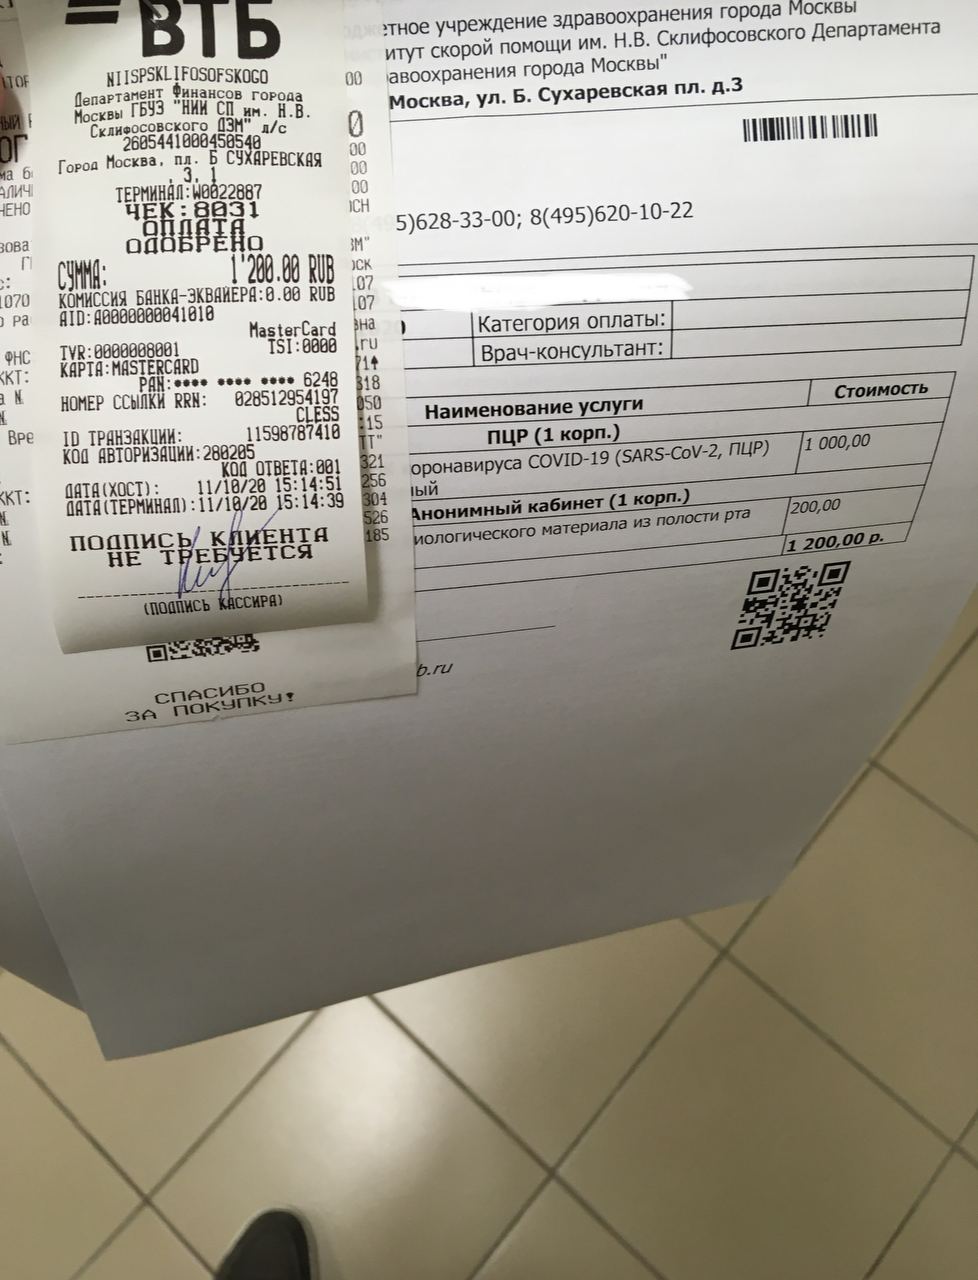 ВТБ
NIISPSKLIFOSOFSKOGO
Департамент Финансов города
Москвы ГБУЗ "НИИ СП им. Н.В.
Склифосовского ДЗМ" л/с
2605441000450540
Город Москва, пл. Б СУХАРЕВСКАЯ
, 3, 1
ТЕРМИНАЛ:W0022887
ЧЕК:8031
ОПЛАТА
ОДОБРЕНО
СУММА: 1'200.00 RUB
КОМИССИЯ БАНКА-ЭКВАЙЕРА:0.00 RUB
AID:A0000000041010
MasterCard
TVR:0000008001 TSI:0000
КАРТА:MASTERCARD
PAN:•••• •••• •••• 6248
НОМЕР ССЫЛКИ RRN: 028512954197
CLESS
ID ТРАНЗАКЦИИ: 11598787410
КОД АВТОРИЗАЦИИ:280205
КОД ОТВЕТА:001
ДАТА(ХОСТ): 11/10/20 15:14:51
ДАТА(ТЕРМИНАЛ):11/10/20 15:14:39
ПОДПИСЬ КЛИЕНТА
НЕ ТРЕБУЕТСЯ
(ПОДПИСЬ КАССИРА)
СПАСИБО
ЗА ПОКУПКУ!
учреждение здравоохранения города Москвы
скорой помощи им. Н.В. Склифосовского Департамента
города Москвы"
Москва, ул. Б. Сухаревская пл. д.3
5)628-33-00; 8(495)620-10-22
Категория оплаты:
Врач-консультант:
Наименование услуги Стоимость
ПЦР (1 корп.)
оронавируса COVID-19 (SARS-CoV-2, ПЦР) 1 000,00
ный
Анонимный кабинет (1 корп.)
иологического материала из полости рта 200,00
1 200,00 р.
b.ru